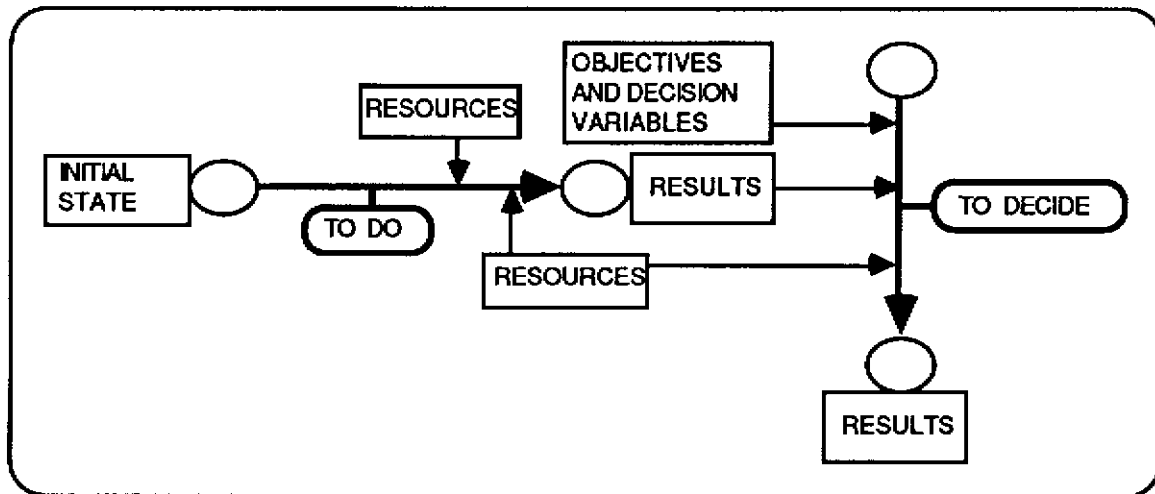 OBJECTIVES
AND DECISION
VARIABLES
RESOURCES
INITIAL
STATE
RESULTS
TO DO
TO DECIDE
RESOURCES
RESULTS